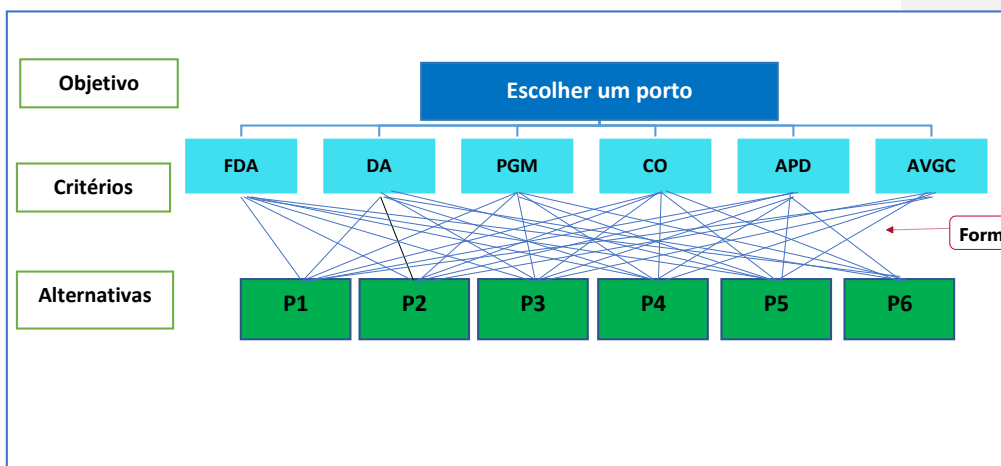 Objetivo
Escolher um porto
Critérios
FDA
DA
PGM
CO
APD
AVGC
Form
Alternativas
P1
P2
P3
P4
P5
P6